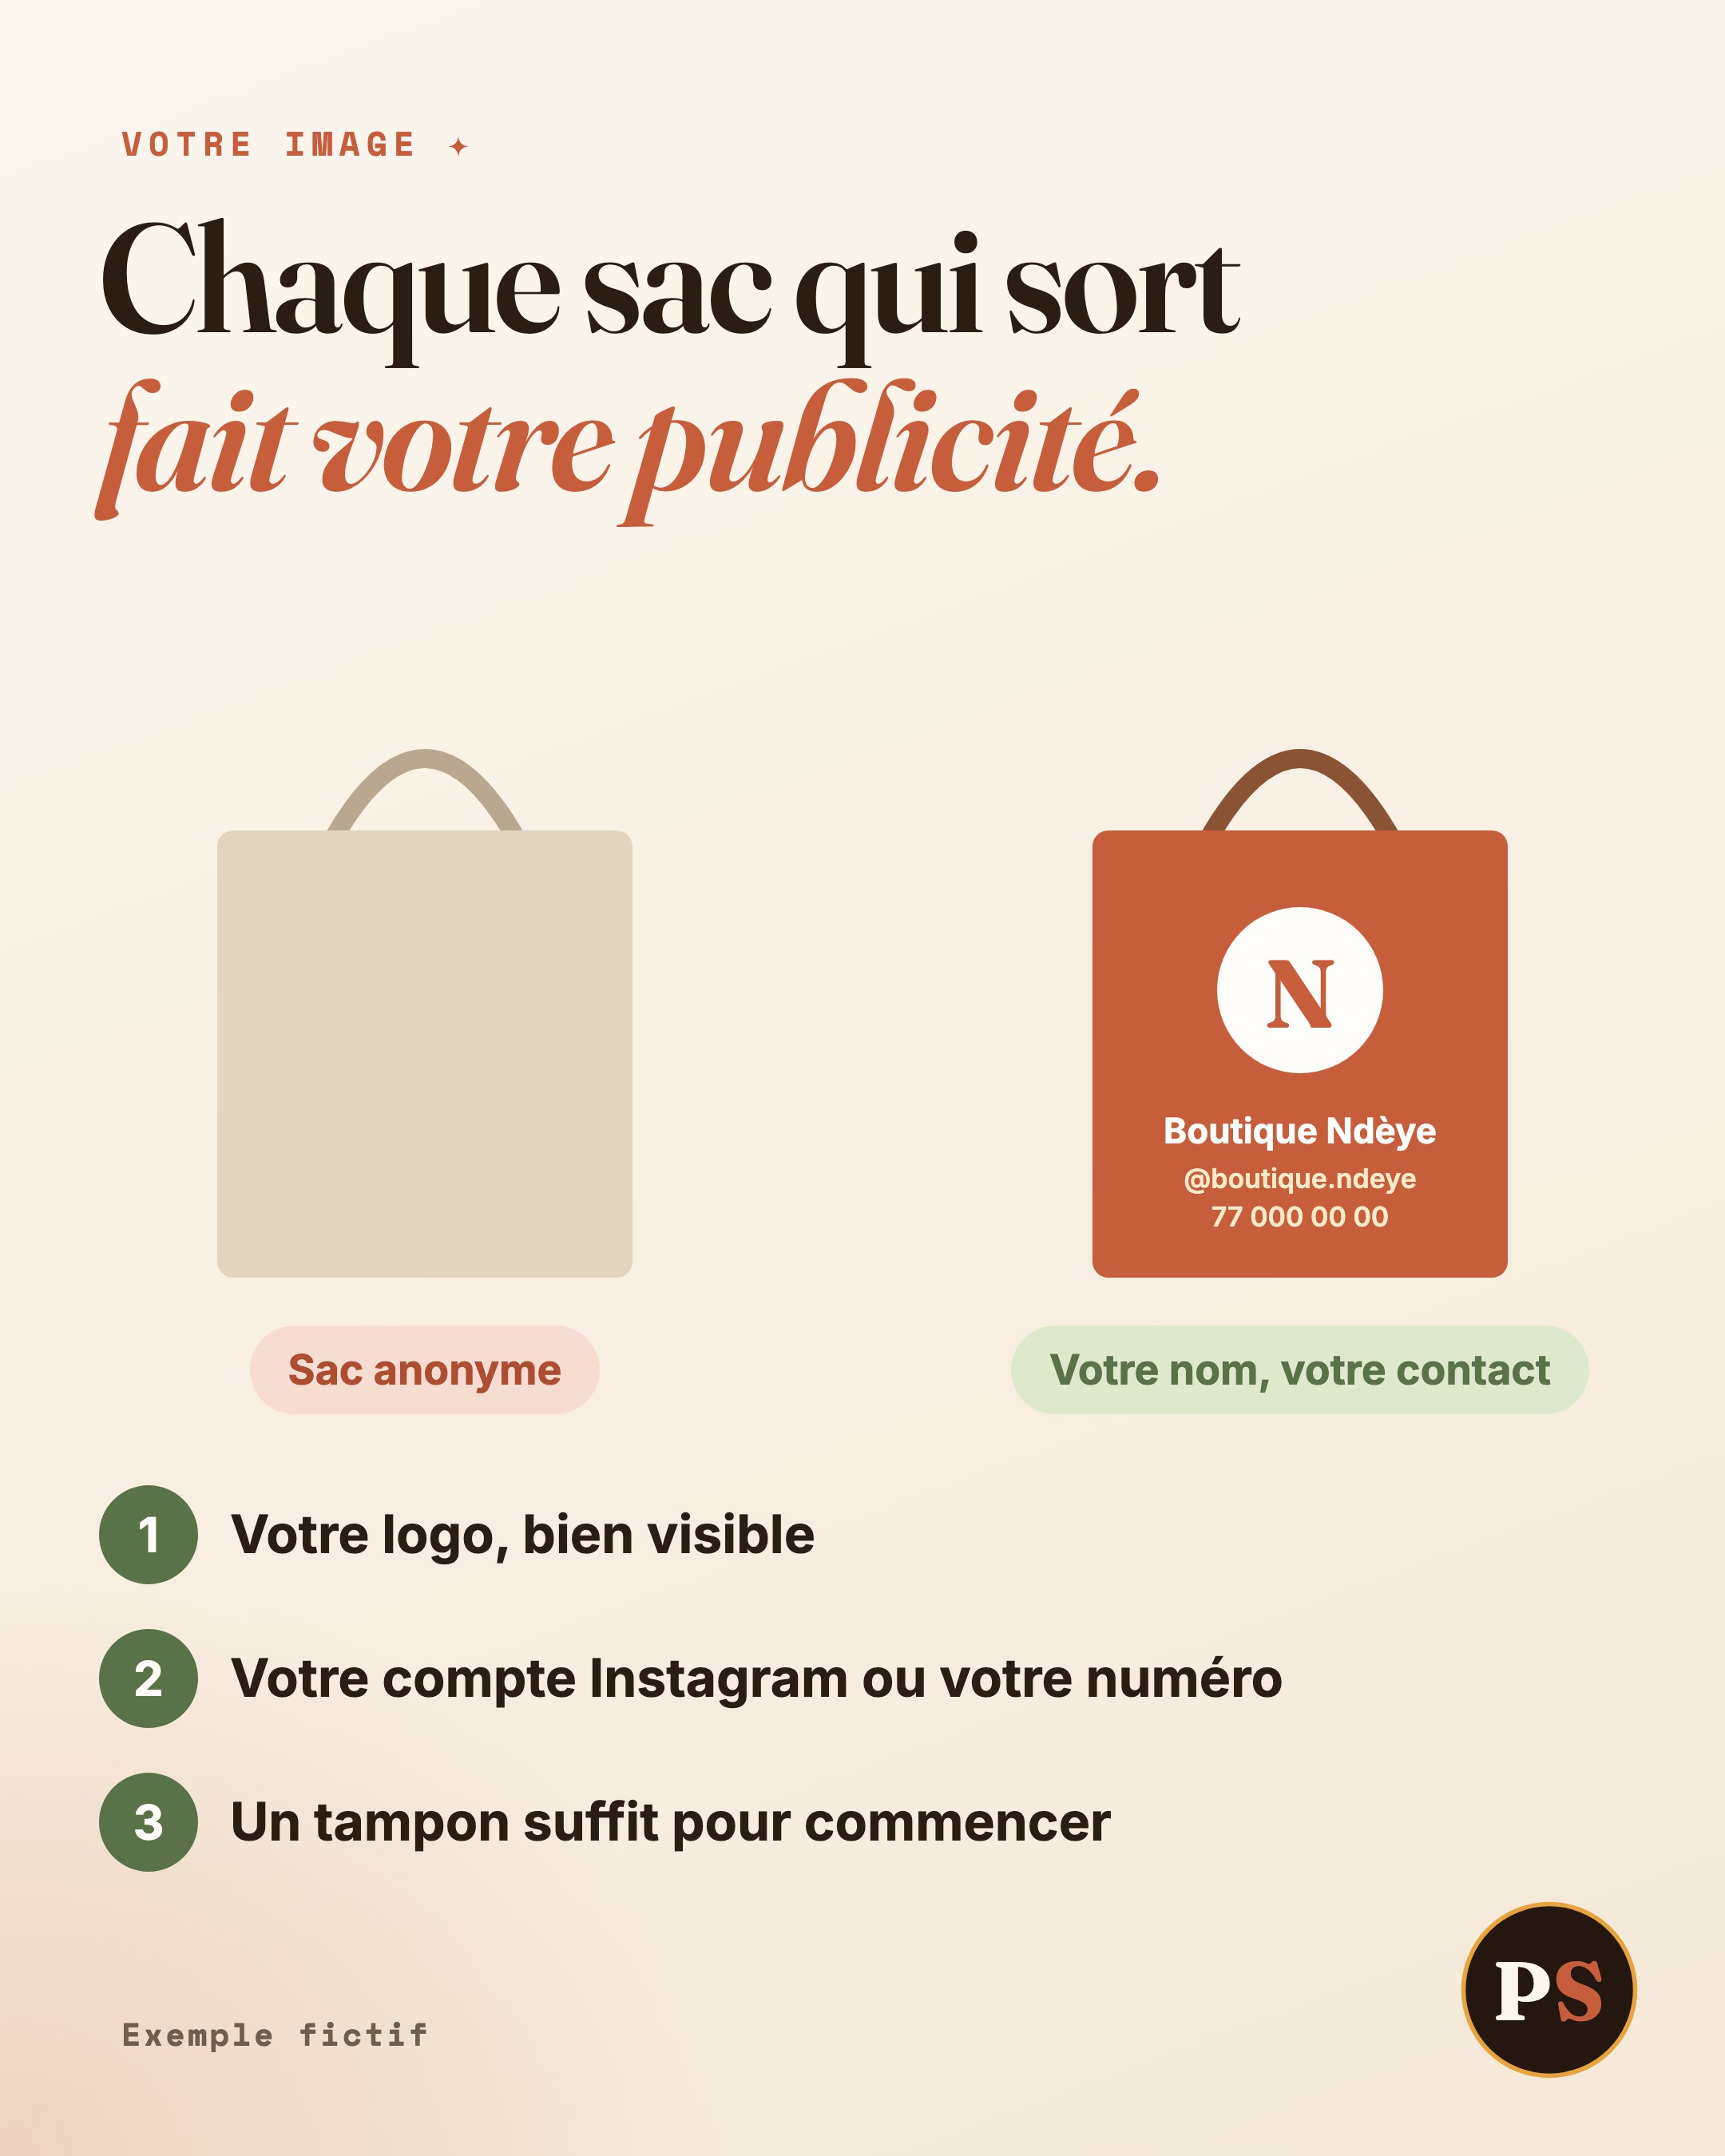 VOTRE IMAGE ✦
Chaque sac qui sort
fait votre publicité.
N
Boutique Ndèye
@boutique.ndeye
77 000 00 00
Sac anonyme
Votre nom, votre contact
1 Votre logo, bien visible
2 Votre compte Instagram ou votre numéro
3 Un tampon suffit pour commencer
Exemple fictif
PS